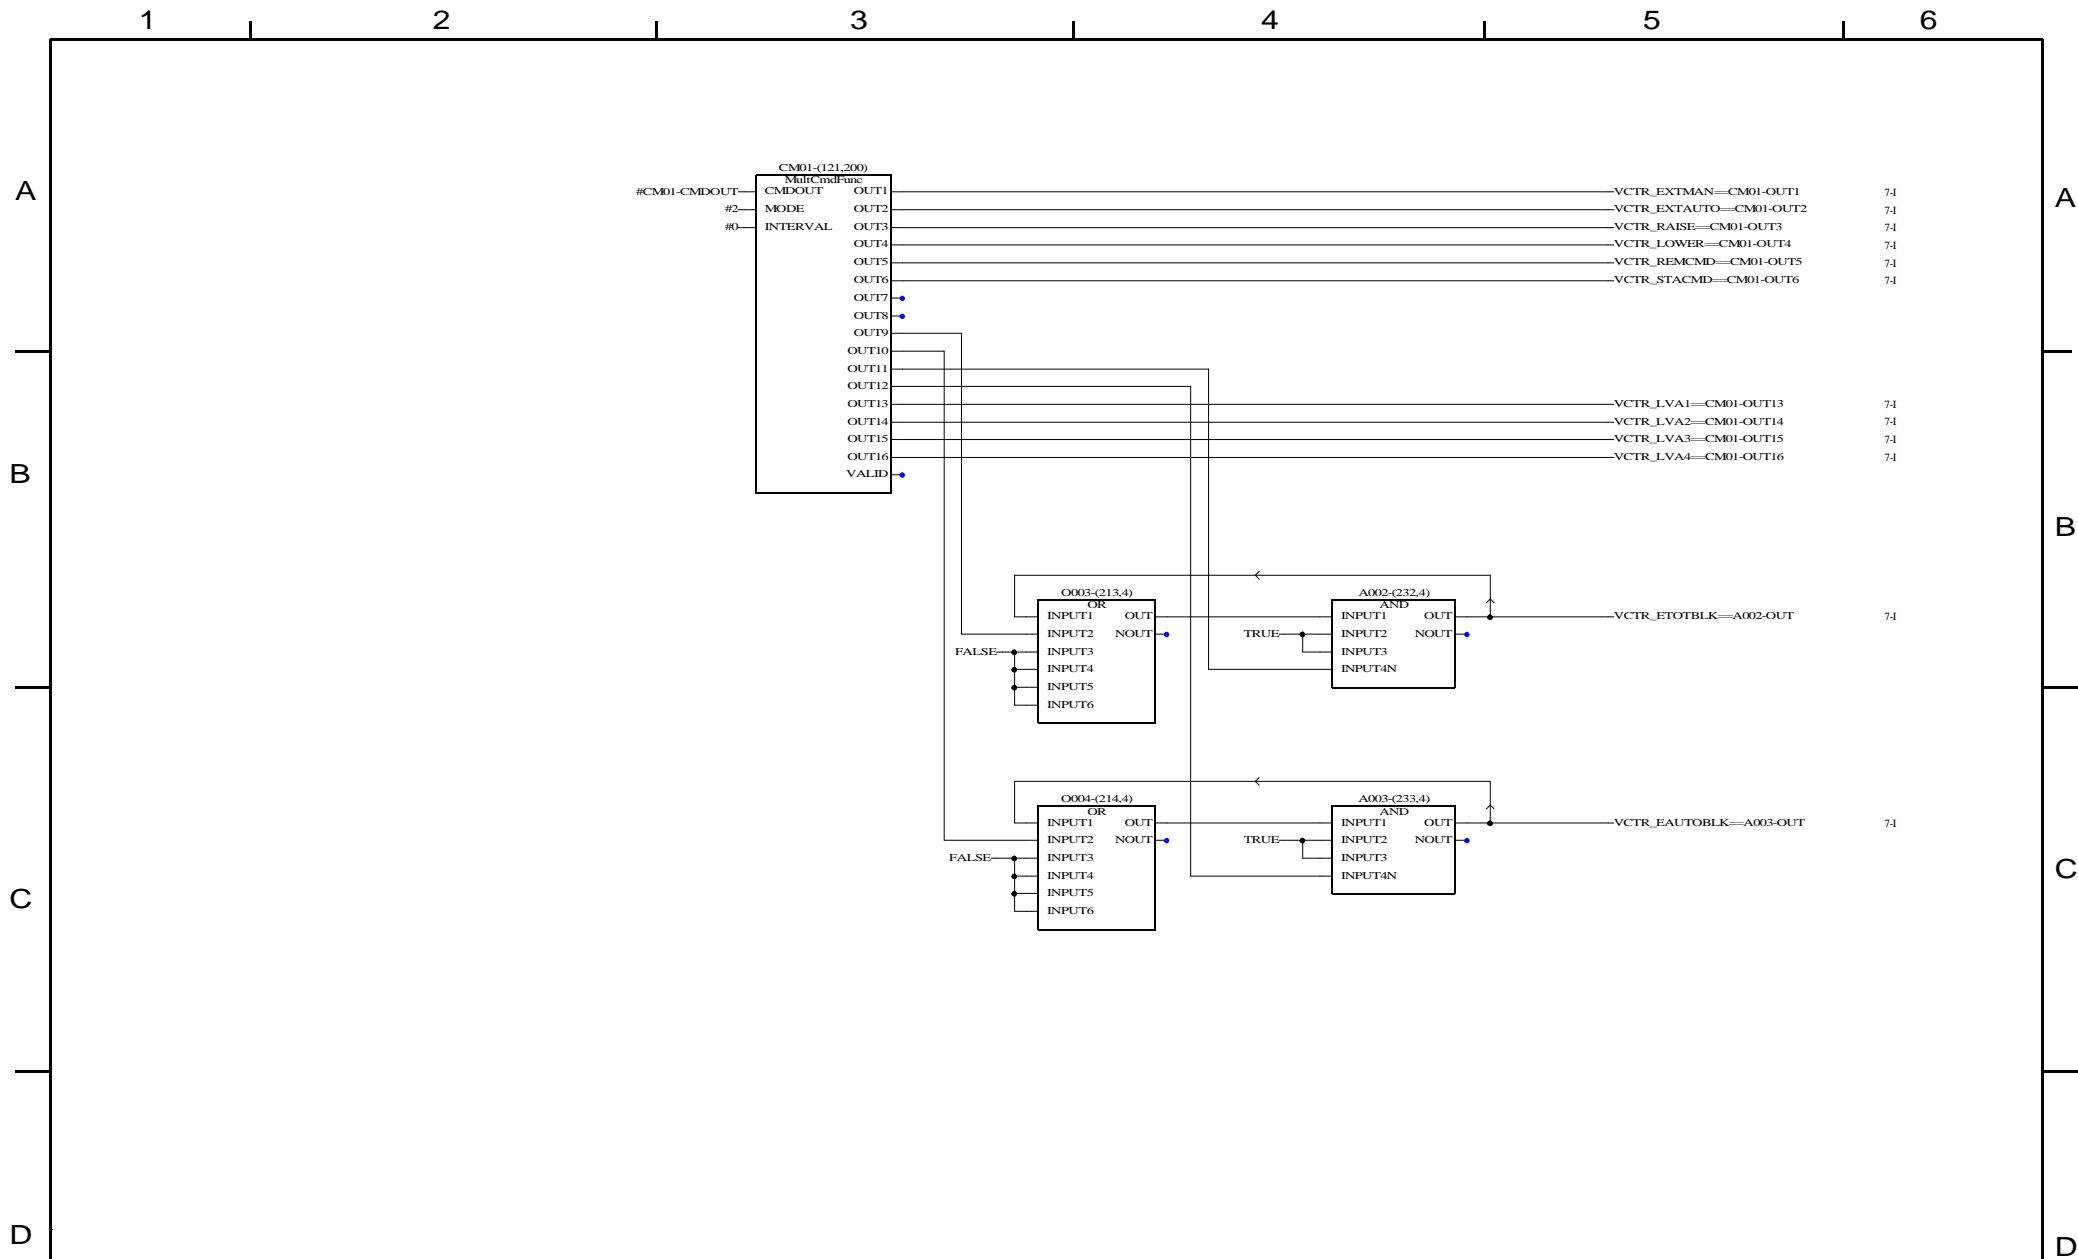 1 2 3 4 5 6
CM01-(121,200)
MultCmdFunc
A #CM01-CMDOUT CMDOUT OUT1 VCTR_EXTMAN==CM01-OUT1 7-I A
#2 MODE OUT2 VCTR_EXTAUTO==CM01-OUT2 7-I
#0 INTERVAL OUT3 VCTR_RAISE==CM01-OUT3 7-I
OUT4 VCTR_LOWER==CM01-OUT4 7-I
OUT5 VCTR_REMCMD==CM01-OUT5 7-I
OUT6 VCTR_STACMD==CM01-OUT6 7-I
OUT7
OUT8
OUT9
OUT10
OUT11
OUT12
OUT13 VCTR_LVA1==CM01-OUT13 7-I
OUT14 VCTR_LVA2==CM01-OUT14 7-I
OUT15 VCTR_LVA3==CM01-OUT15 7-I
OUT16 VCTR_LVA4==CM01-OUT16 7-I
B VALID
B
O003-(213,4) A002-(232,4)
OR AND
INPUT1 OUT INPUT1 OUT VCTR_ETOTBLK==A002-OUT 7-I
INPUT2 NOUT TRUE INPUT2 NOUT
FALSE INPUT3 INPUT3
INPUT4 INPUT4N
INPUT5
INPUT6
O004-(214,4) A003-(233,4)
OR AND
INPUT1 OUT INPUT1 OUT VCTR_EAUTOBLK==A003-OUT 7-I
INPUT2 NOUT TRUE INPUT2 NOUT
FALSE INPUT3 INPUT3
INPUT4 INPUT4N C
INPUT5
C INPUT6
D D